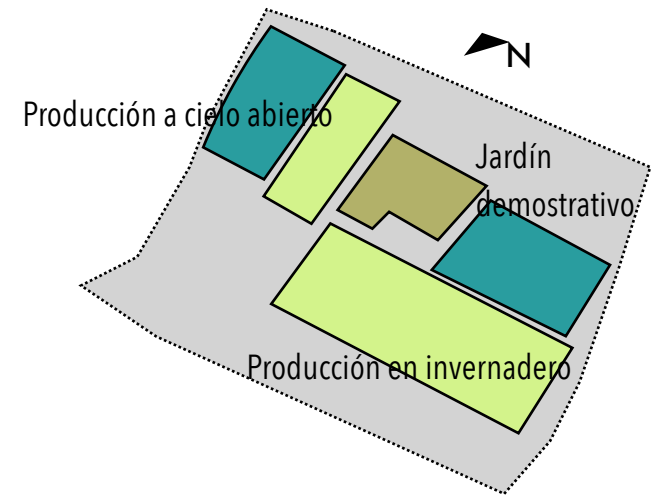 N
Producción a cielo abierto
Jardín
demostrativo
Producción en invernadero